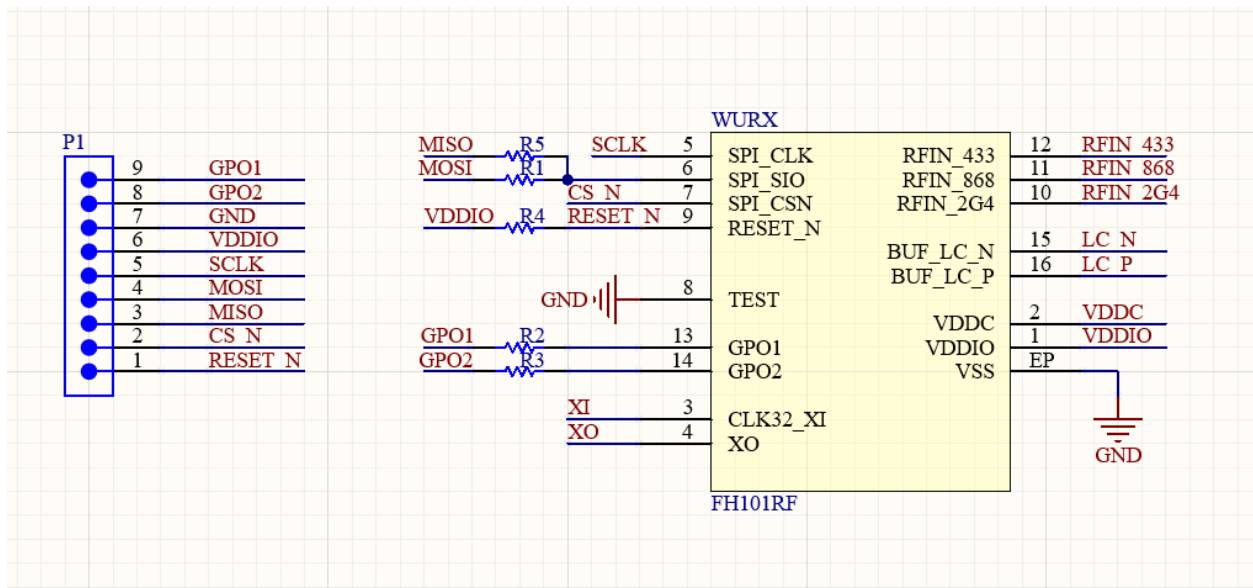 P1
9 GPO1
8 GPO2
7 GND
6 VDDIO
5 SCLK
4 MOSI
3 MISO
2 CS_N
1 RESET_N
WURX
MISO R5 SCLK 5 SPI_CLK
MOSI R1 6 SPI_SIO
CS_N 7 SPI_CSN
VDDIO R4 RESET_N 9 RESET_N
GND 8 TEST
GPO1 R2 13 GPO1
GPO2 R3 14 GPO2
XI 3 CLK32_XI
XO 4 XO
RFIN_433 12 RFIN_433
RFIN_868 11 RFIN_868
RFIN_2G4 10 RFIN_2G4
BUF_LC_N 15 LC_N
BUF_LC_P 16 LC_P
VDDC 2 VDDC
VDDIO 1 VDDIO
VSS EP
GND
FH101RF